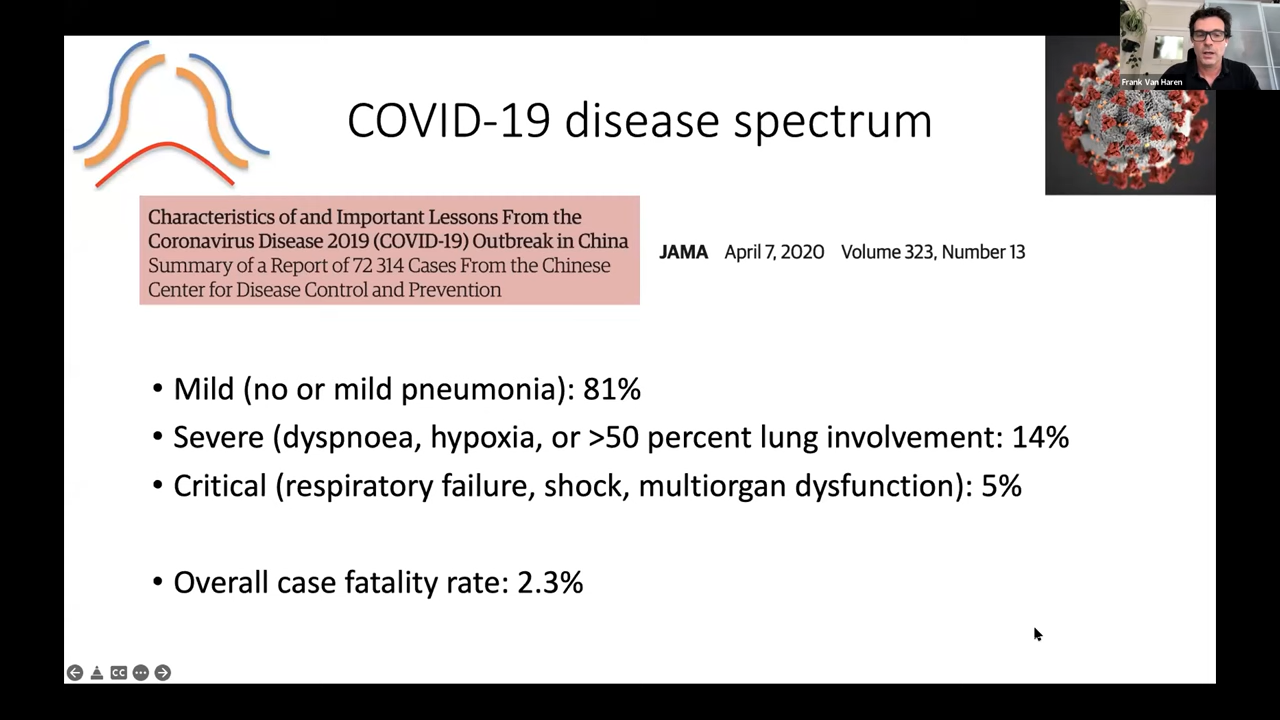 Frank Van Haren
COVID-19 disease spectrum
Characteristics of and Important Lessons From the
Coronavirus Disease 2019 (COVID-19) Outbreak in China
Summary of a Report of 72 314 Cases From the Chinese
Center for Disease Control and Prevention
JAMA April 7, 2020 Volume 323, Number 13
• Mild (no or mild pneumonia): 81%
• Severe (dyspnoea, hypoxia, or >50 percent lung involvement: 14%
• Critical (respiratory failure, shock, multiorgan dysfunction): 5%
• Overall case fatality rate: 2.3%
CC